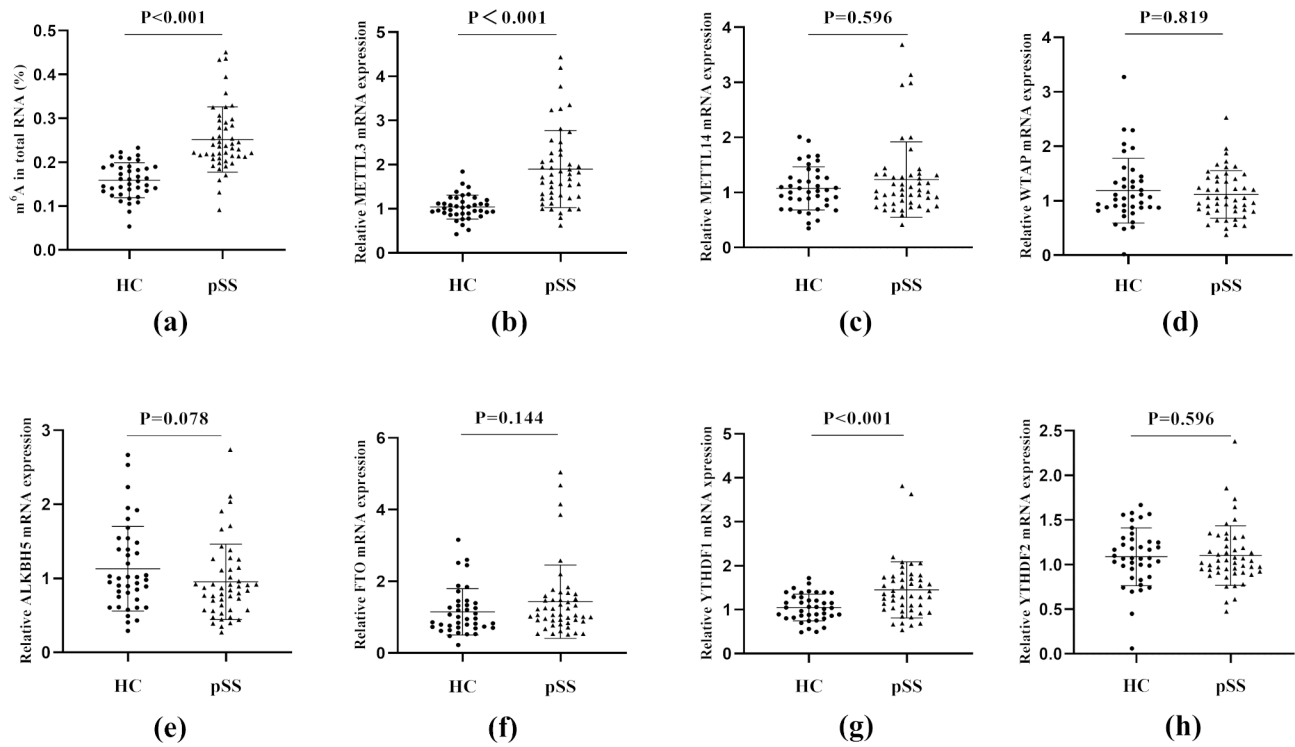 P<0.001
m⁶A in total RNA (%)
0.5
0.4
0.3
0.2
0.1
0.0
HC pSS
(a)
P＜0.001
Relative METTL3 mRNA expression
5
4
3
2
1
0
HC pSS
(b)
P=0.596
Relative METTL14 mRNA expression
4
3
2
1
0
HC pSS
(c)
P=0.819
Relative WTAP mRNA expression
4
3
2
1
0
HC pSS
(d)
P=0.078
Relative ALKBH5 mRNA expression
3
2
1
0
HC pSS
(e)
P=0.144
Relative FTO mRNA expression
6
4
2
0
HC pSS
(f)
P<0.001
Relative YTHDF1 mRNA xpression
5
4
3
2
1
0
HC pSS
(g)
P=0.596
Relative YTHDF2 mRNA expression
2.5
2.0
1.5
1.0
0.5
0.0
HC pSS
(h)